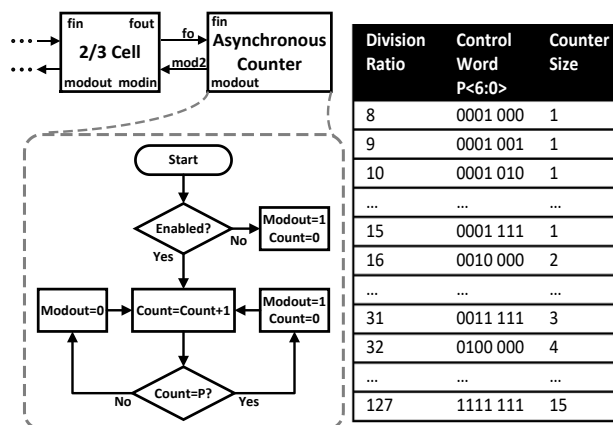 fin fout
2/3 Cell
modout modin
fo
mod2
fin
Asynchronous
Counter
modout
Start
Enabled?
No
Yes
Modout=1
Count=0
Modout=0
Count=Count+1
Modout=1
Count=0
Count=P?
No
Yes
Division Ratio Control Word P<6:0> Counter Size
8 0001 000 1
9 0001 001 1
10 0001 010 1
... ... ...
15 0001 111 1
16 0010 000 2
... ... ...
31 0011 111 3
32 0100 000 4
... ... ...
127 1111 111 15